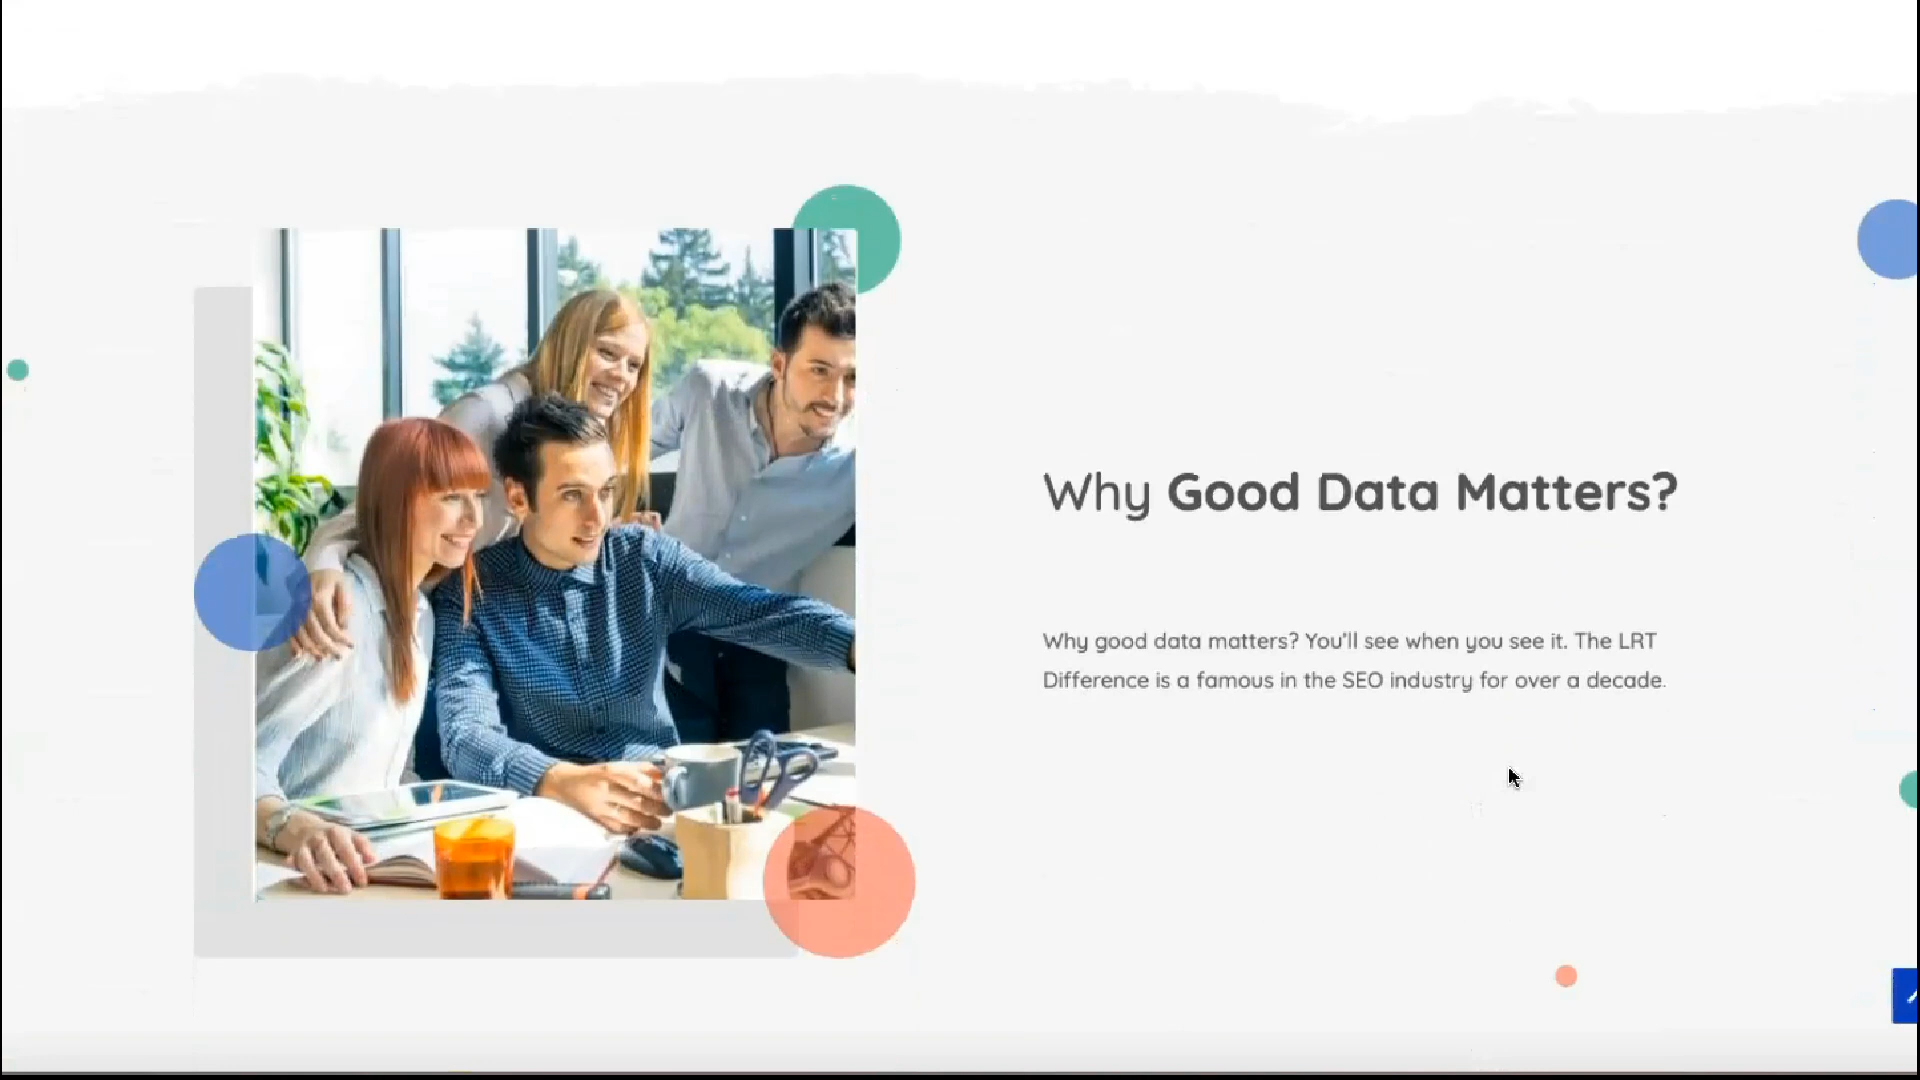 Why Good Data Matters?
Why good data matters? You'll see when you see it. The LRT
Difference is a famous in the SEO industry for over a decade.